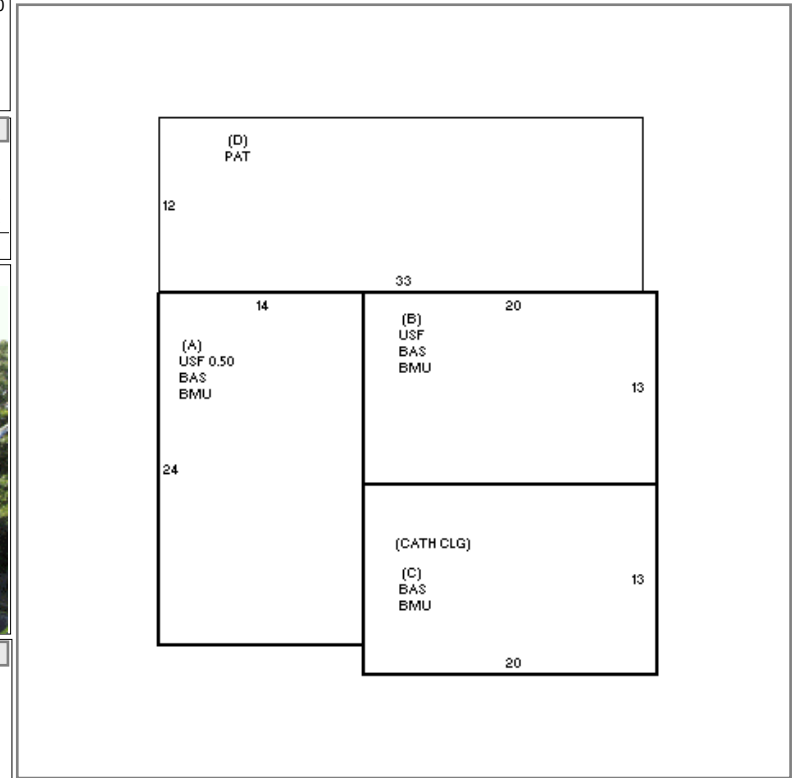 (D)
PAT
12
33
14
20
(A)
USF 0.50
BAS
BMU
(B)
USF
BAS
BMU
13
24
(CATH CLG)
(C)
BAS
BMU
13
20